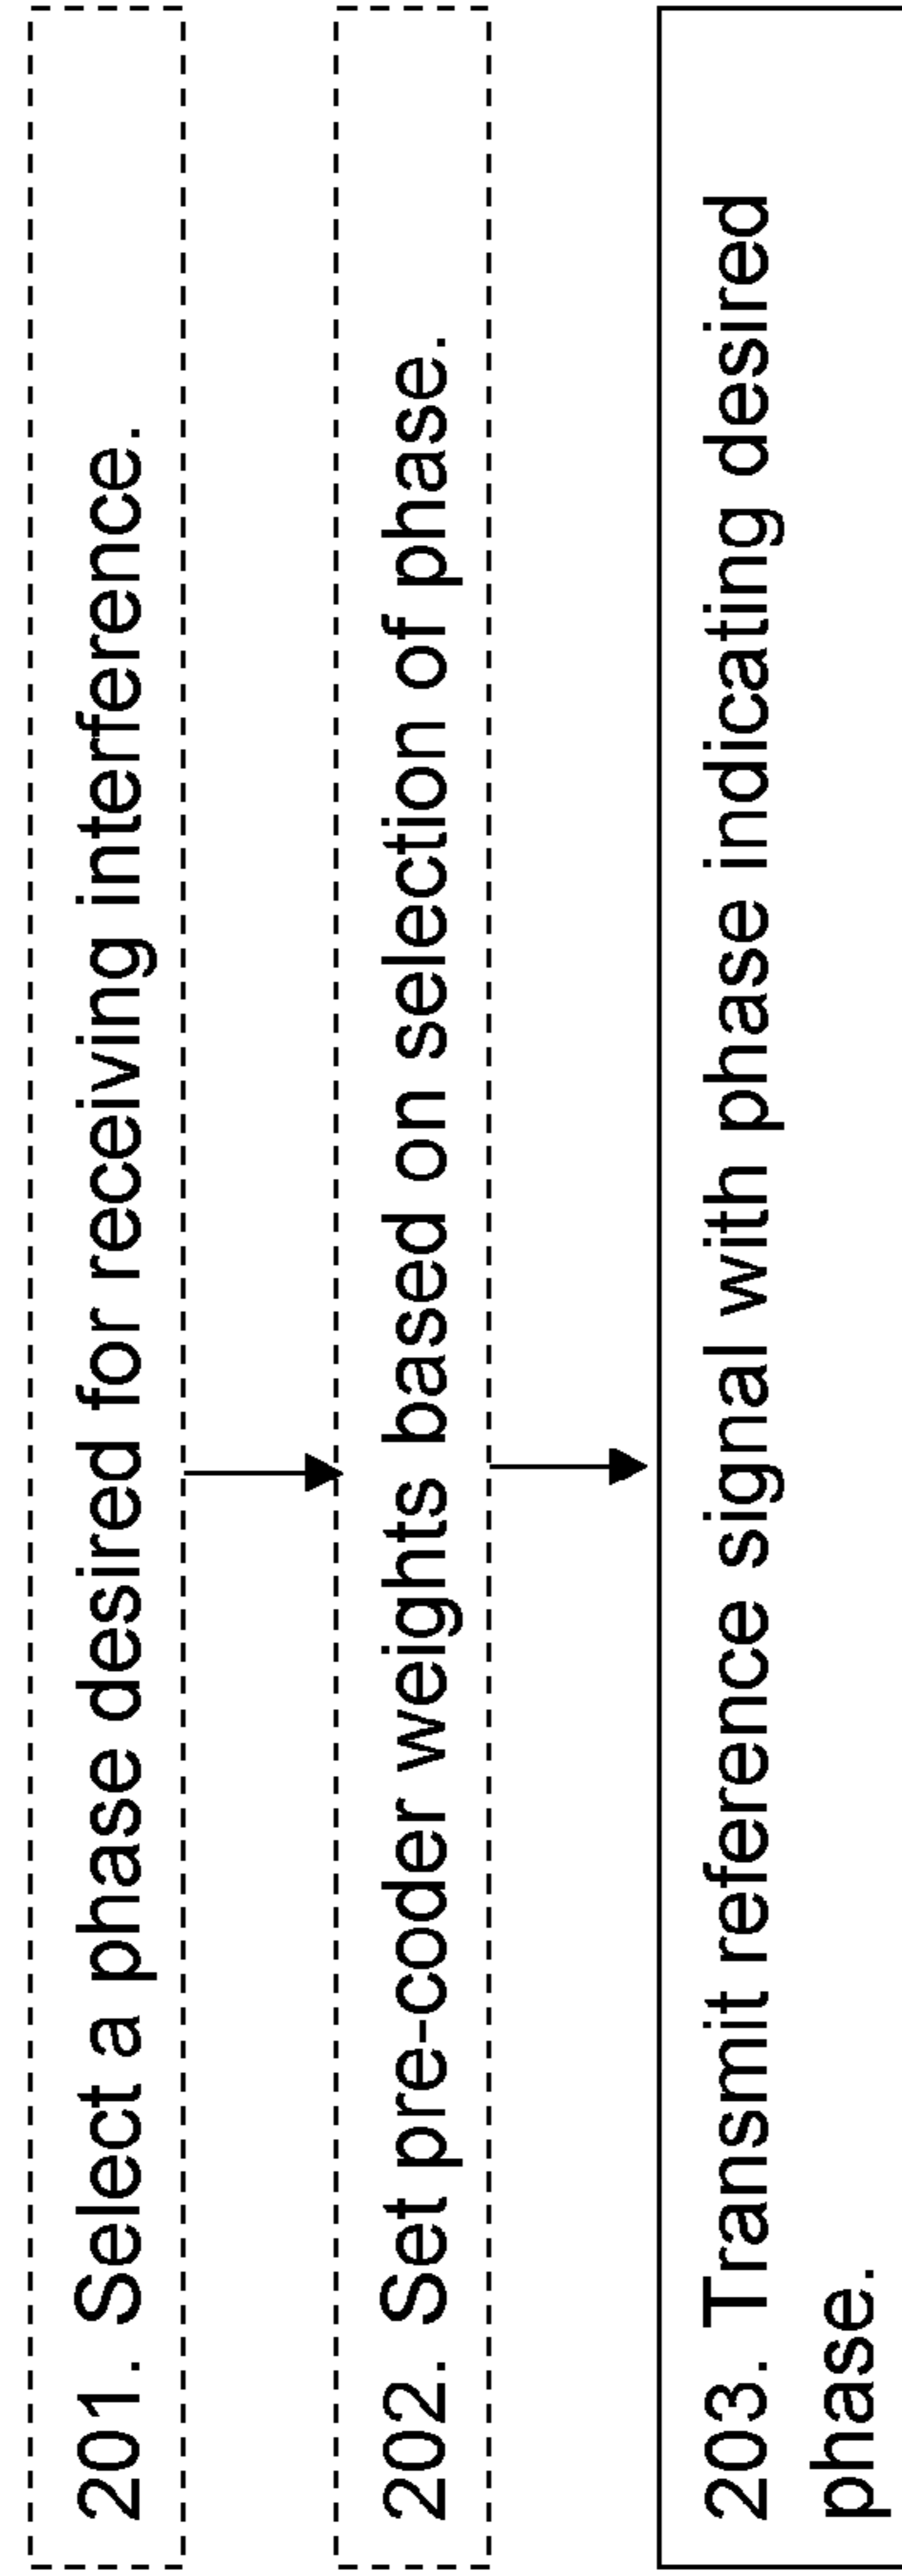 201. Select a phase desired for receiving interference.
202. Set pre-coder weights based on selection of phase.
203. Transmit reference signal with phase indicating desired
phase.